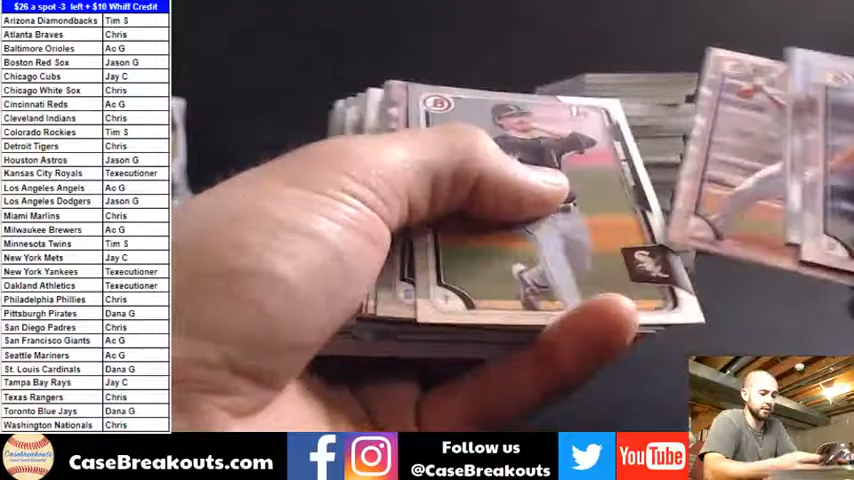 $26 a spot -3 left + $10 Whiff Credit
Arizona Diamondbacks Tim S
Atlanta Braves Chris
Baltimore Orioles Ac G
Boston Red Sox Jason G
Chicago Cubs Jay C
Chicago White Sox Chris
Cincinnati Reds Ac G
Cleveland Indians Chris
Colorado Rockies Tim S
Detroit Tigers Chris
Houston Astros Jason G
Kansas City Royals Texecutioner
Los Angeles Angels Ac G
Los Angeles Dodgers Jason G
Miami Marlins Chris
Milwaukee Brewers Ac G
Minnesota Twins Tim S
New York Mets Jay C
New York Yankees Texecutioner
Oakland Athletics Texecutioner
Philadelphia Phillies Chris
Pittsburgh Pirates Dana G
San Diego Padres Chris
San Francisco Giants Ac G
Seattle Mariners Ac G
St. Louis Cardinals Dana G
Tampa Bay Rays Jay C
Texas Rangers Chris
Toronto Blue Jays Dana G
Washington Nationals Chris
B
Sox
Casebreakouts
CaseBreakouts.com
f
Follow us
@CaseBreakouts
YouTube